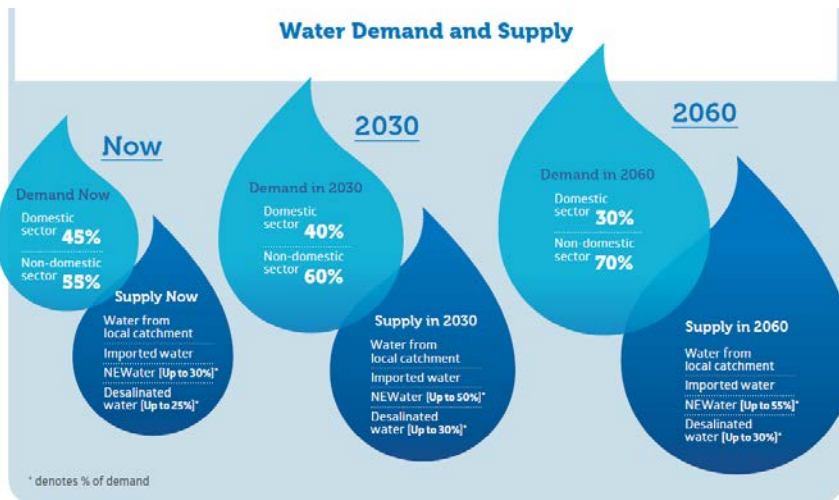 Water Demand and Supply
Now
Demand Now
Domestic
sector 45%
Non-domestic
sector 55%
Supply Now
Water from
local catchment
Imported water
NEWater [Up to 30%]*
Desalinated
water [Up to 25%]*
2030
Demand in 2030
Domestic
sector 40%
Non-domestic
sector 60%
Supply in 2030
Water from
local catchment
Imported water
NEWater [Up to 50%]*
Desalinated
water [Up to 30%]*
2060
Demand in 2060
Domestic
sector 30%
Non-domestic
sector 70%
Supply in 2060
Water from
local catchment
Imported water
NEWater [Up to 55%]*
Desalinated
water [Up to 30%]*
* denotes % of demand